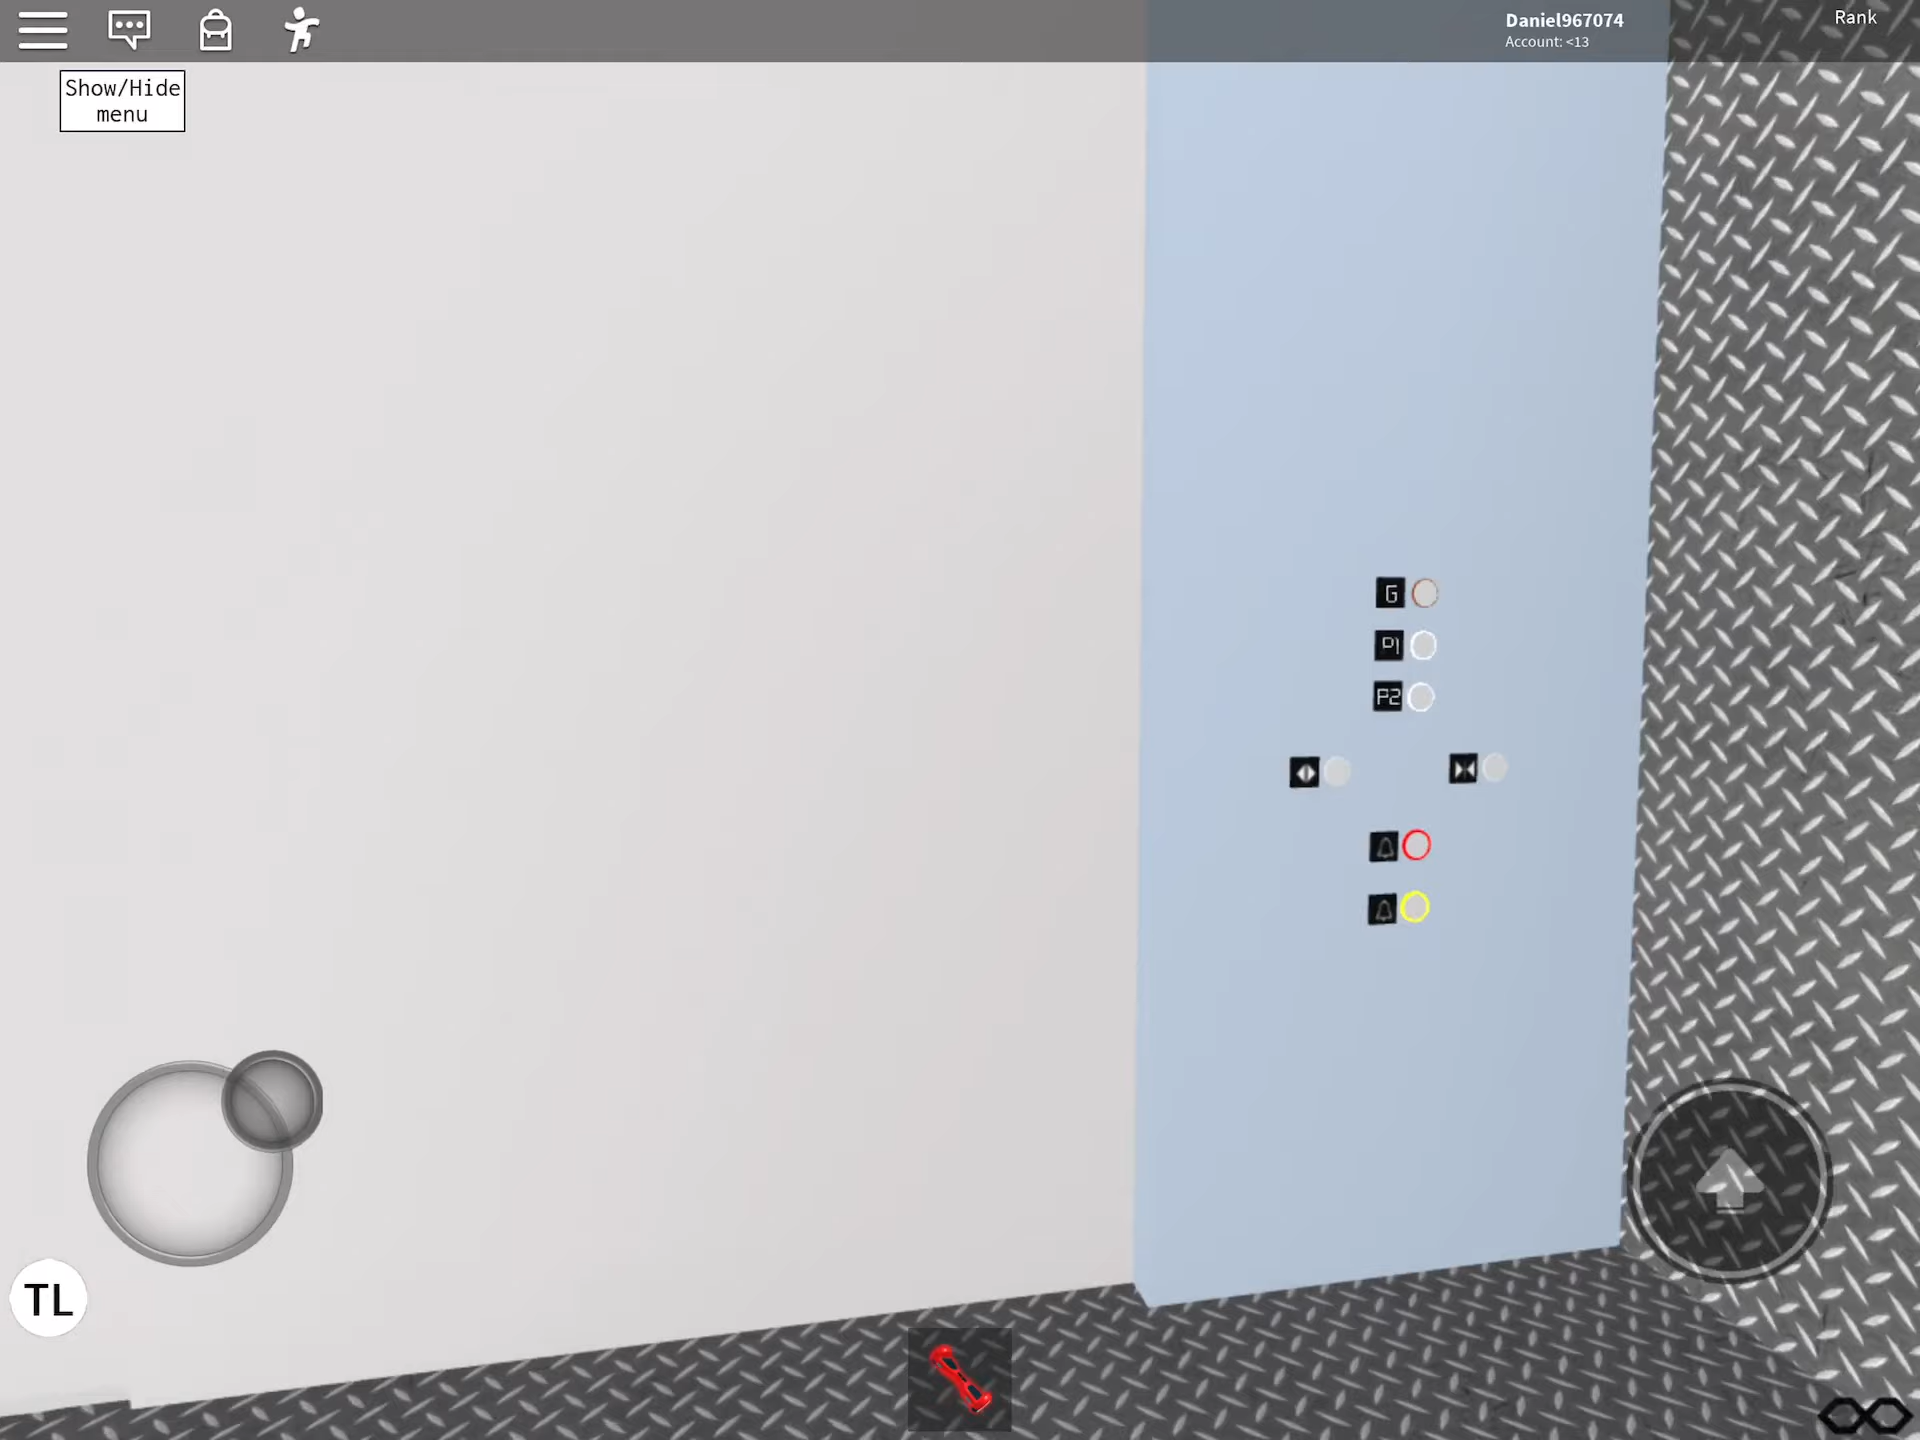 Daniel967074
Account: <13
Rank
Show/Hide
menu
G
P1
P2
TL